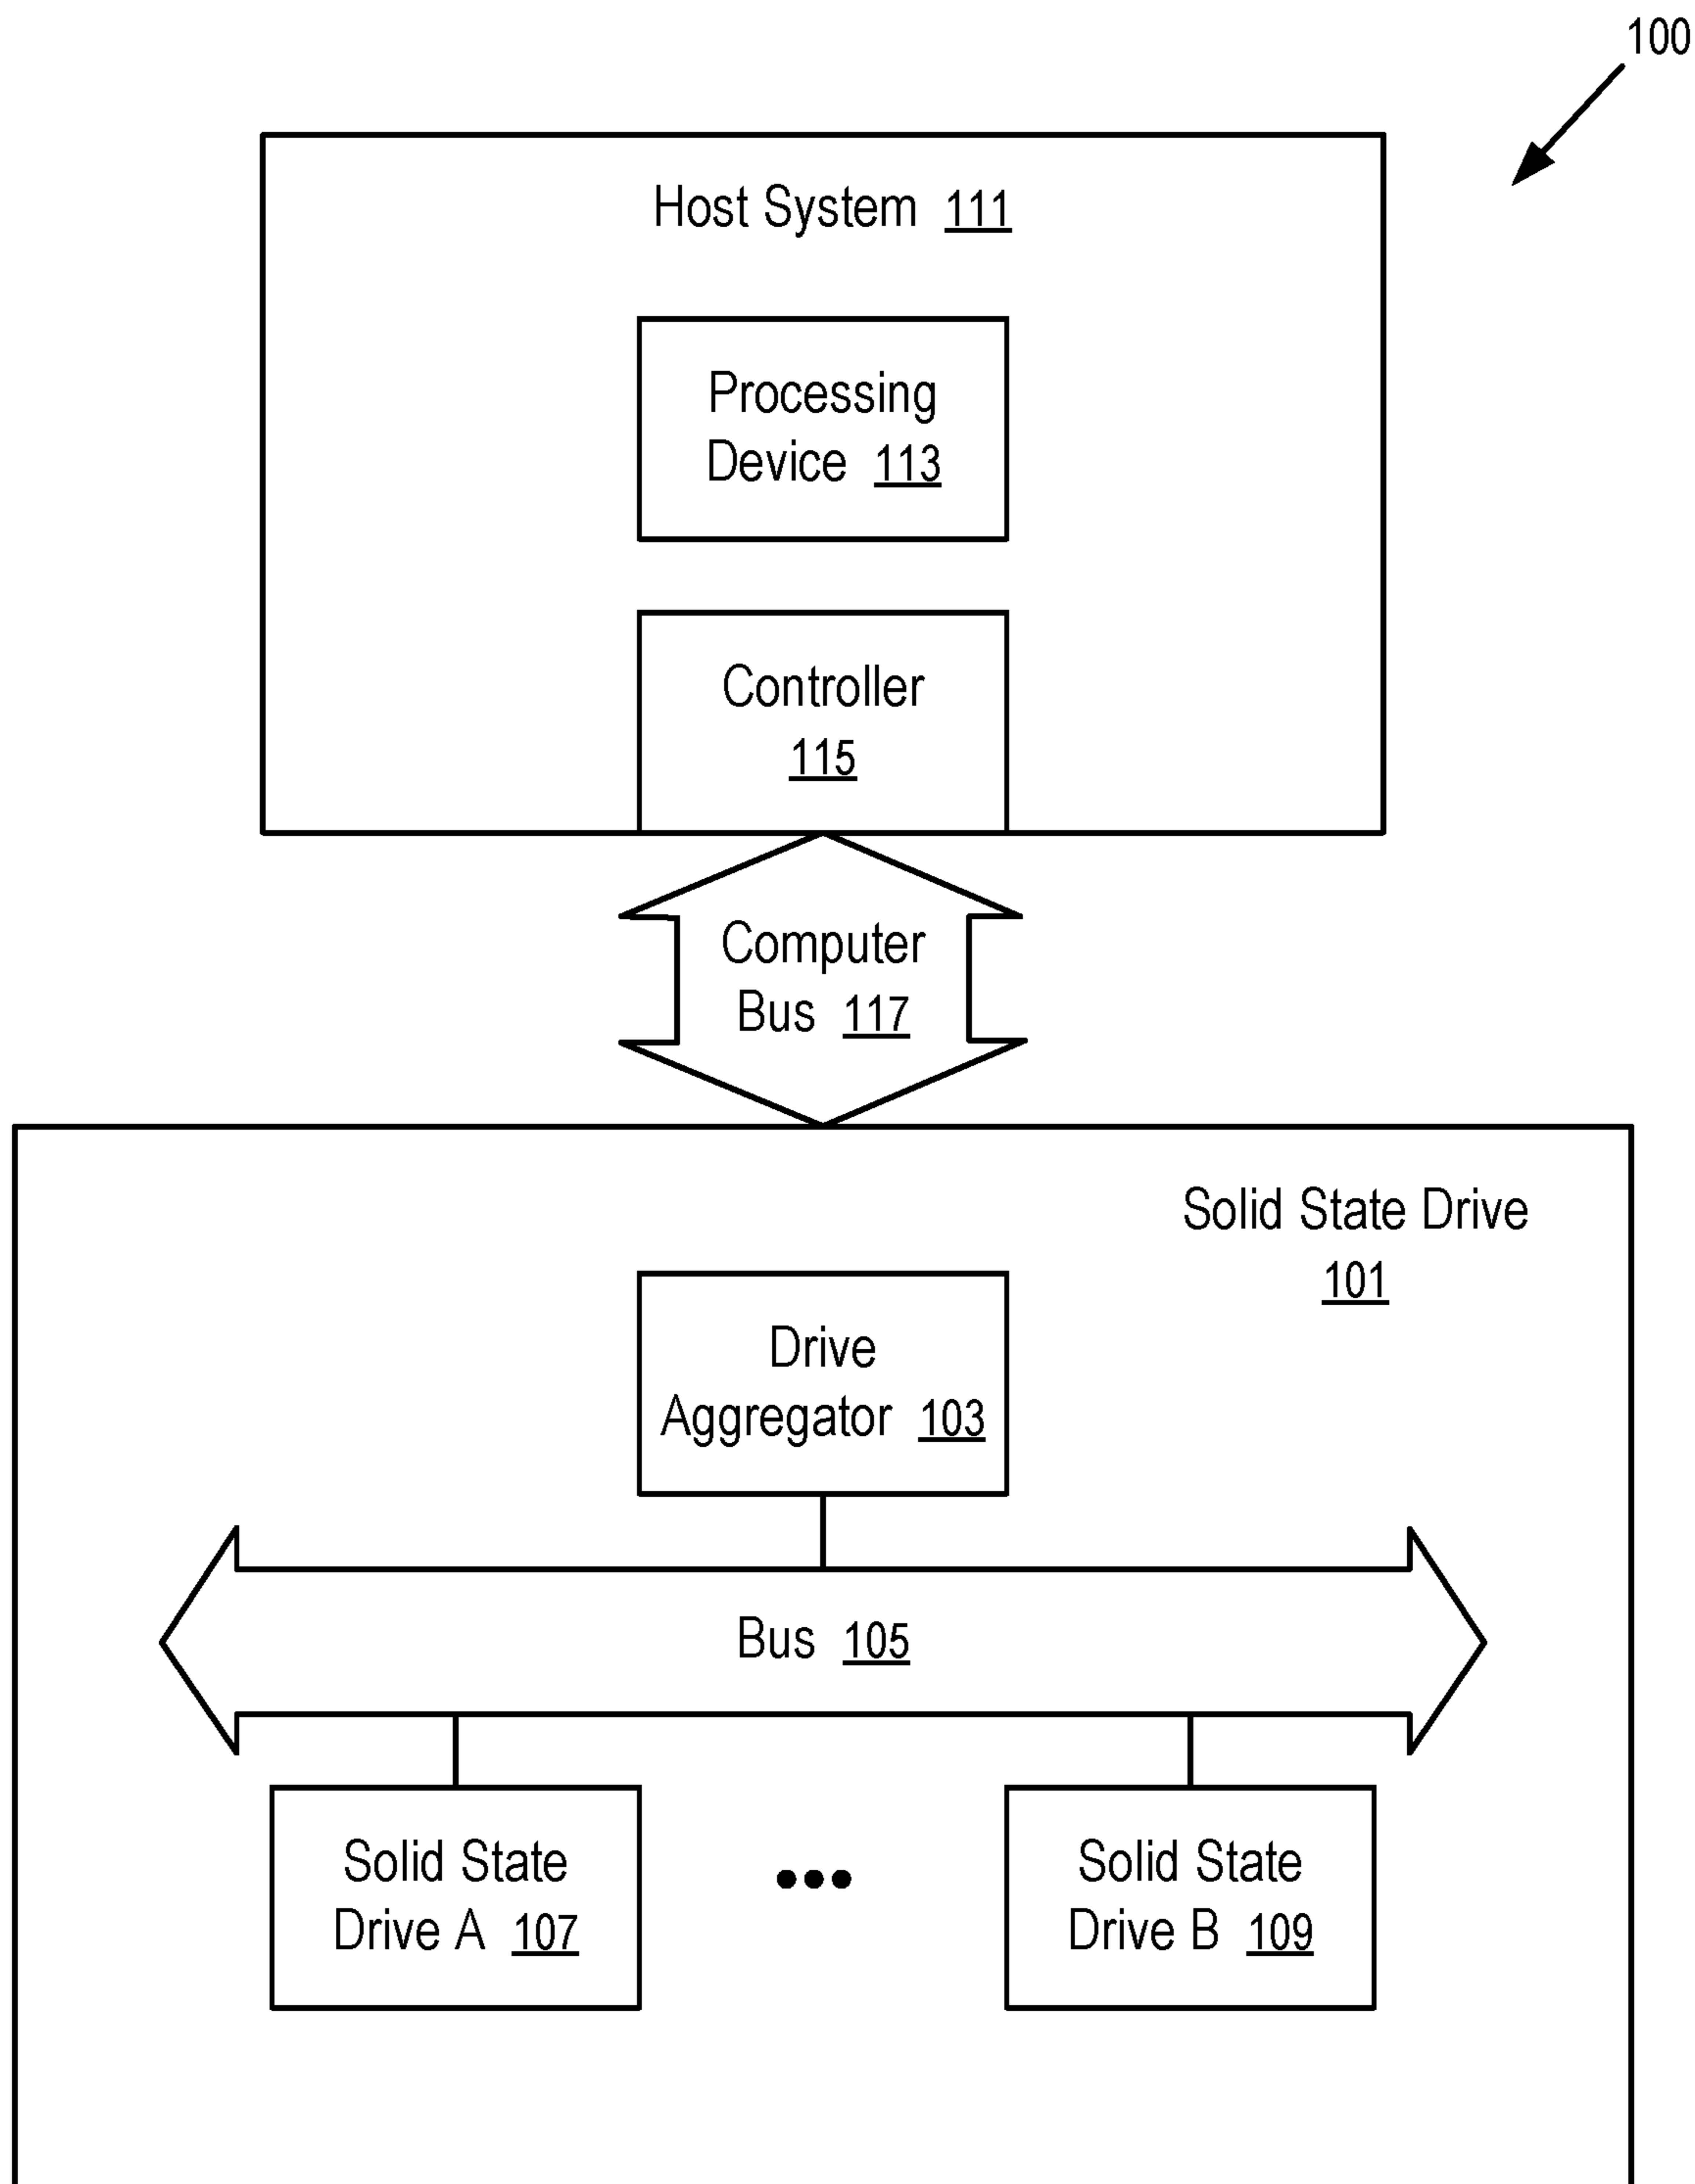 100
Host System 111
Processing
Device 113
Controller
115
Computer
Bus 117
Solid State Drive
101
Drive
Aggregator 103
Bus 105
Solid State
Drive A 107
•••
Solid State
Drive B 109